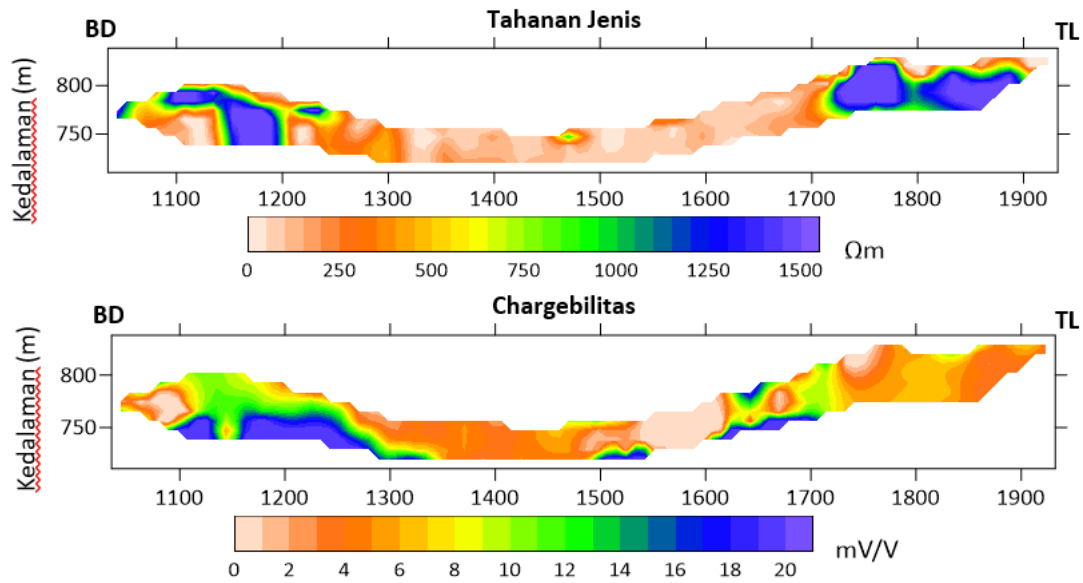 Tahanan Jenis
BD
TL
Kedalaman (m)
800
750
1100 1200 1300 1400 1500 1600 1700 1800 1900
0 250 500 750 1000 1250 1500
Ωm
Chargebilitas
BD
TL
Kedalaman (m)
800
750
1100 1200 1300 1400 1500 1600 1700 1800 1900
0 2 4 6 8 10 12 14 16 18 20
mV/V